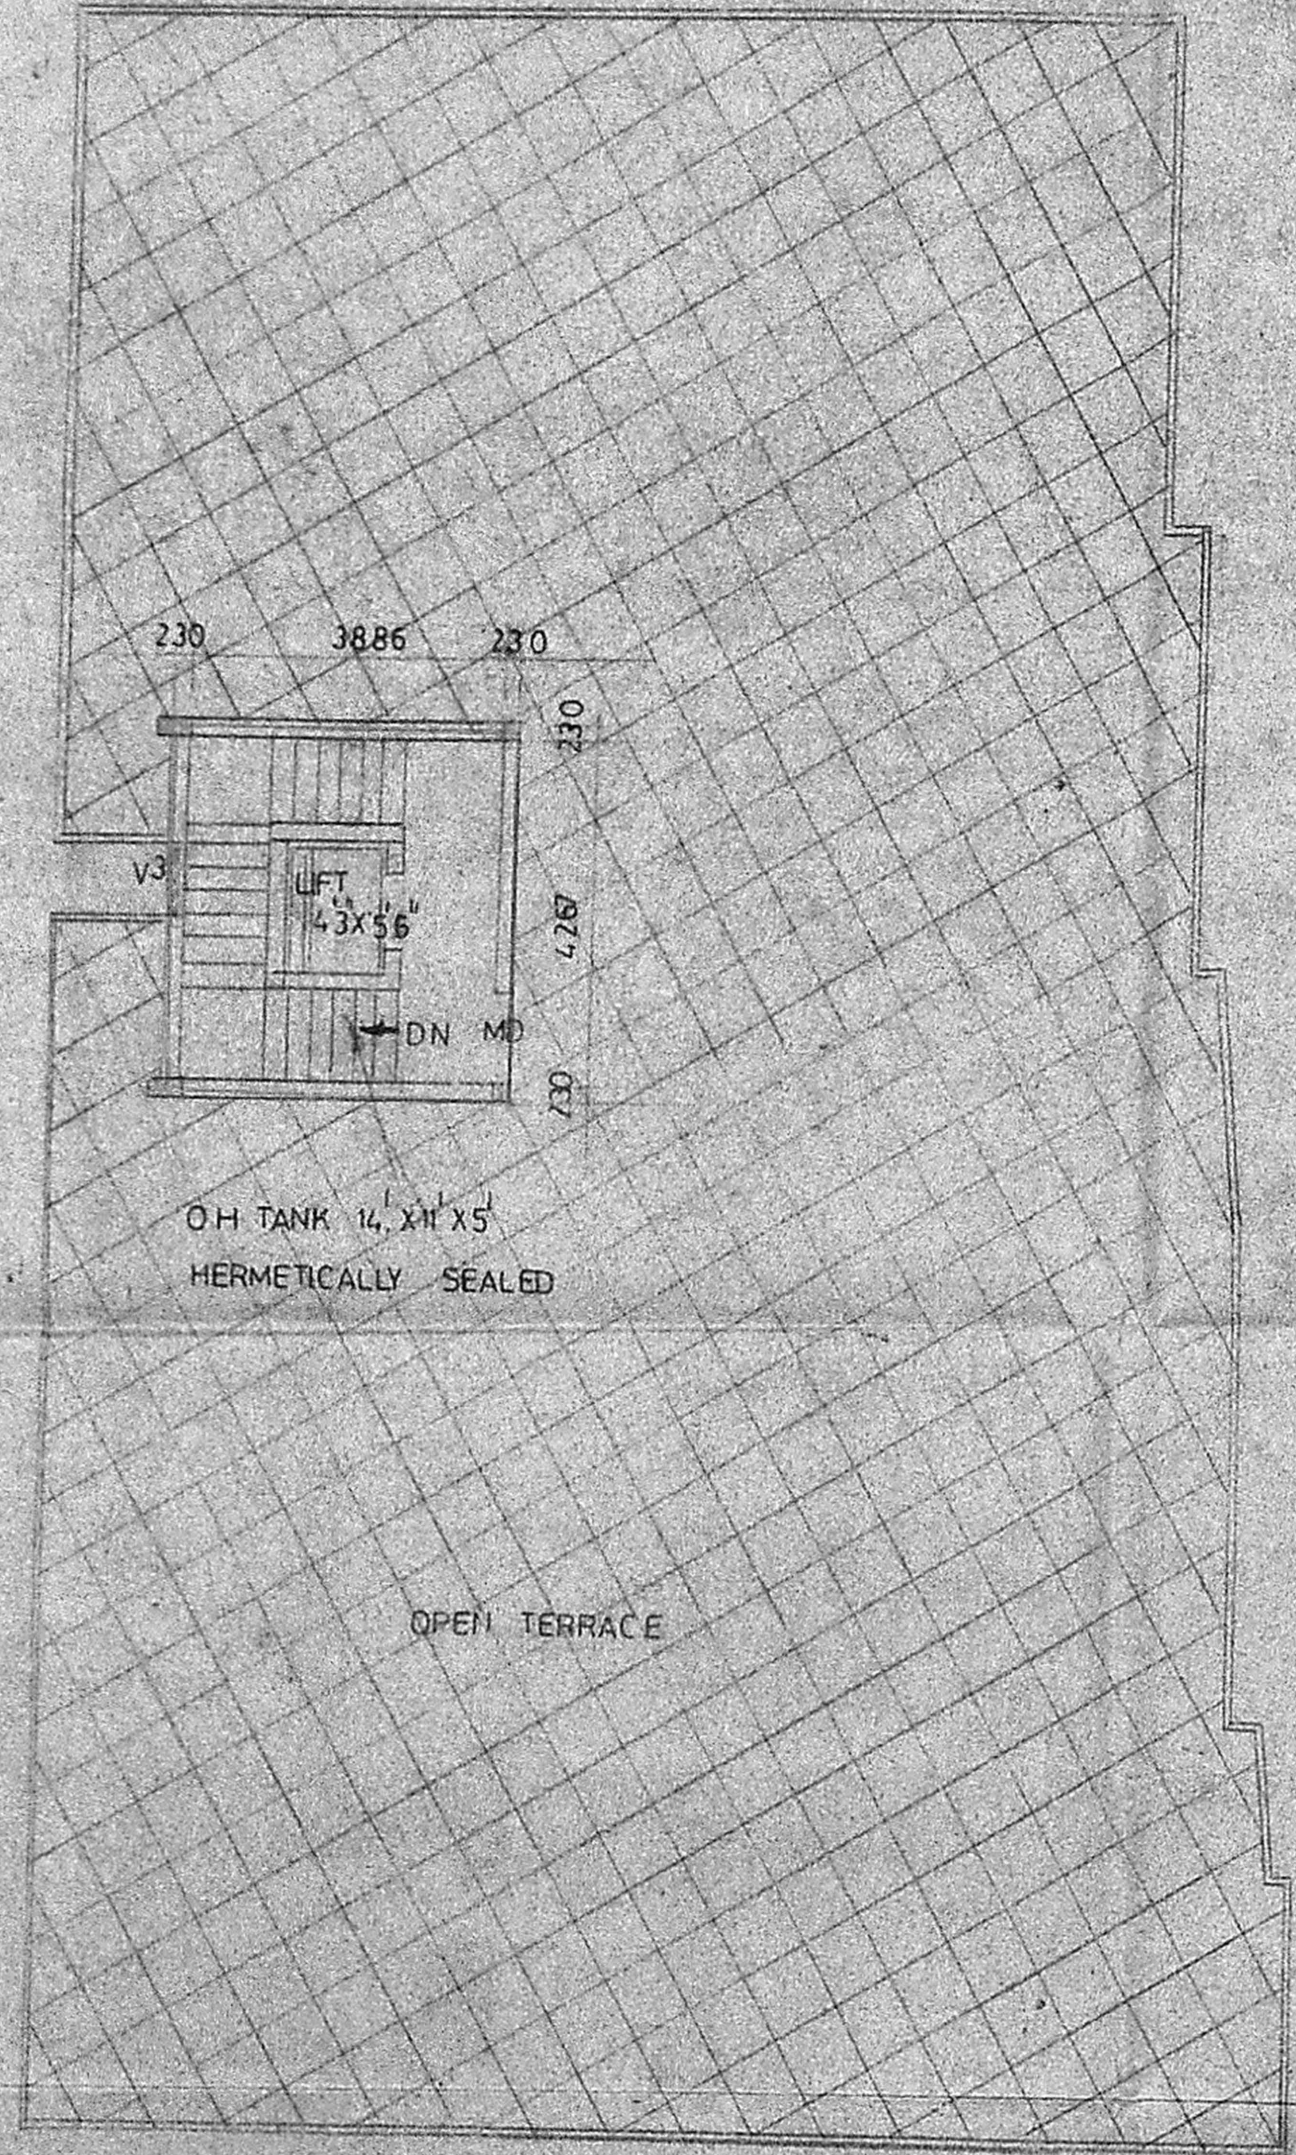 230 3886 230
230
V3
LIFT
4'3"X5'6"
4267
DN MD
230
OH TANK 14' X 11' X 5'
HERMETICALLY SEALED
OPEN TERRACE